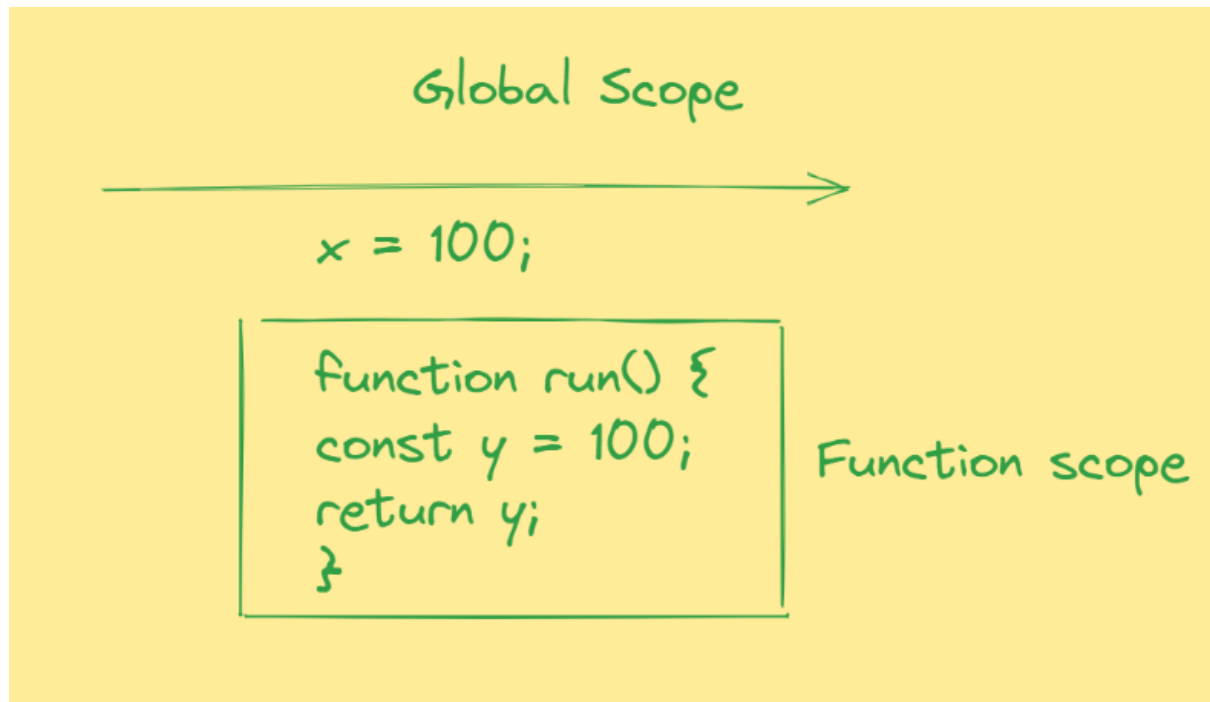 Global Scope
x = 100;
function run() {
const y = 100;
return y;
}
Function scope